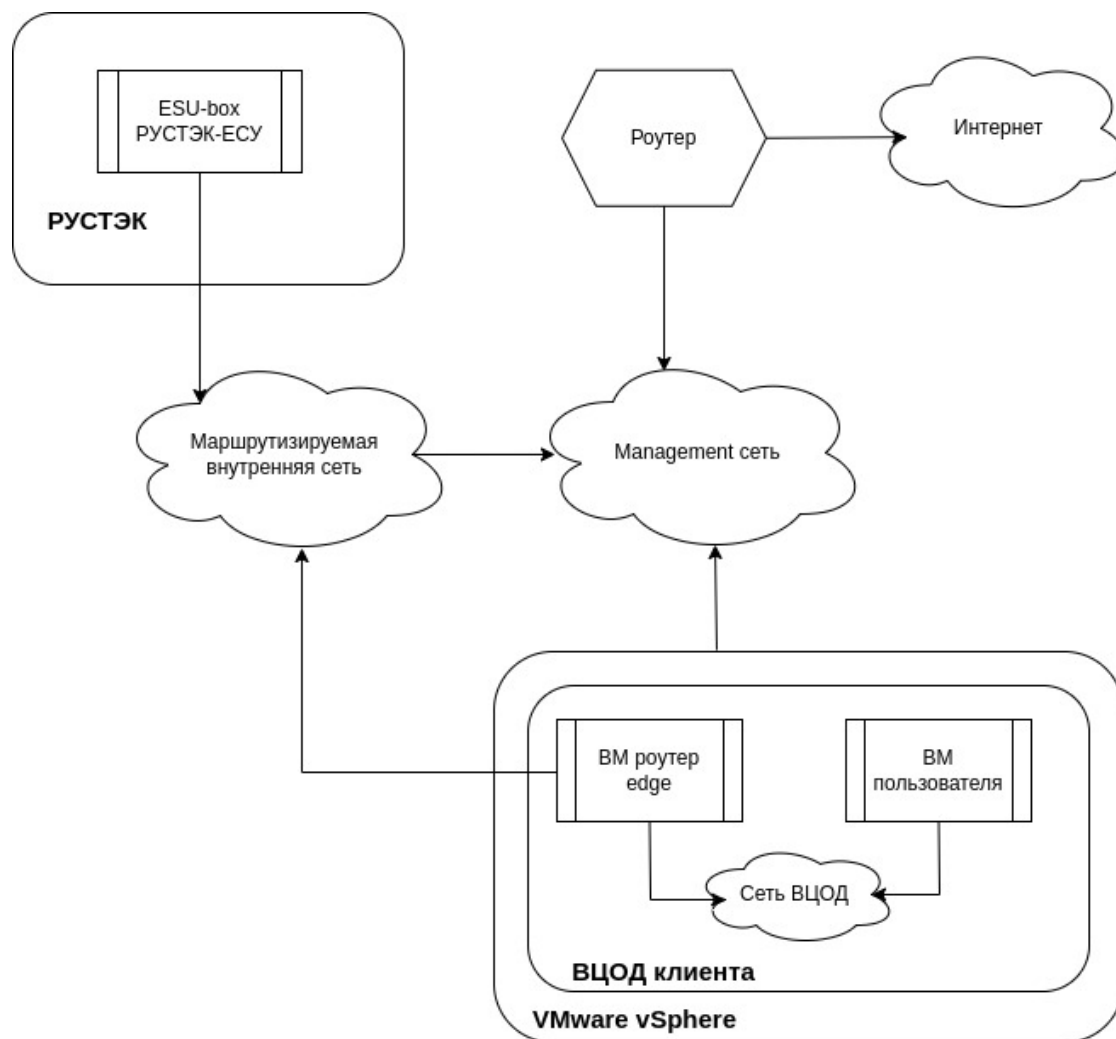 ESU-box
РУСТЭК-ЕСУ
РУСТЭК
Роутер
Интернет
Маршрутизируемая
внутренняя сеть
Management сеть
ВМ роутер
edge
ВМ
пользователя
Сеть ВЦОД
ВЦОД клиента
VMware vSphere